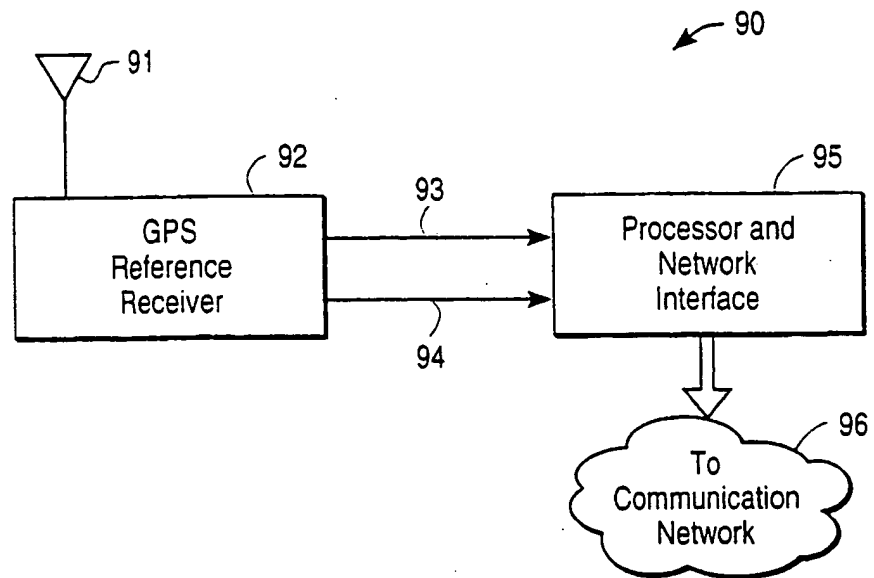 90
91
92
GPS
Reference
Receiver
93
94
95
Processor and
Network
Interface
96
To
Communication
Network